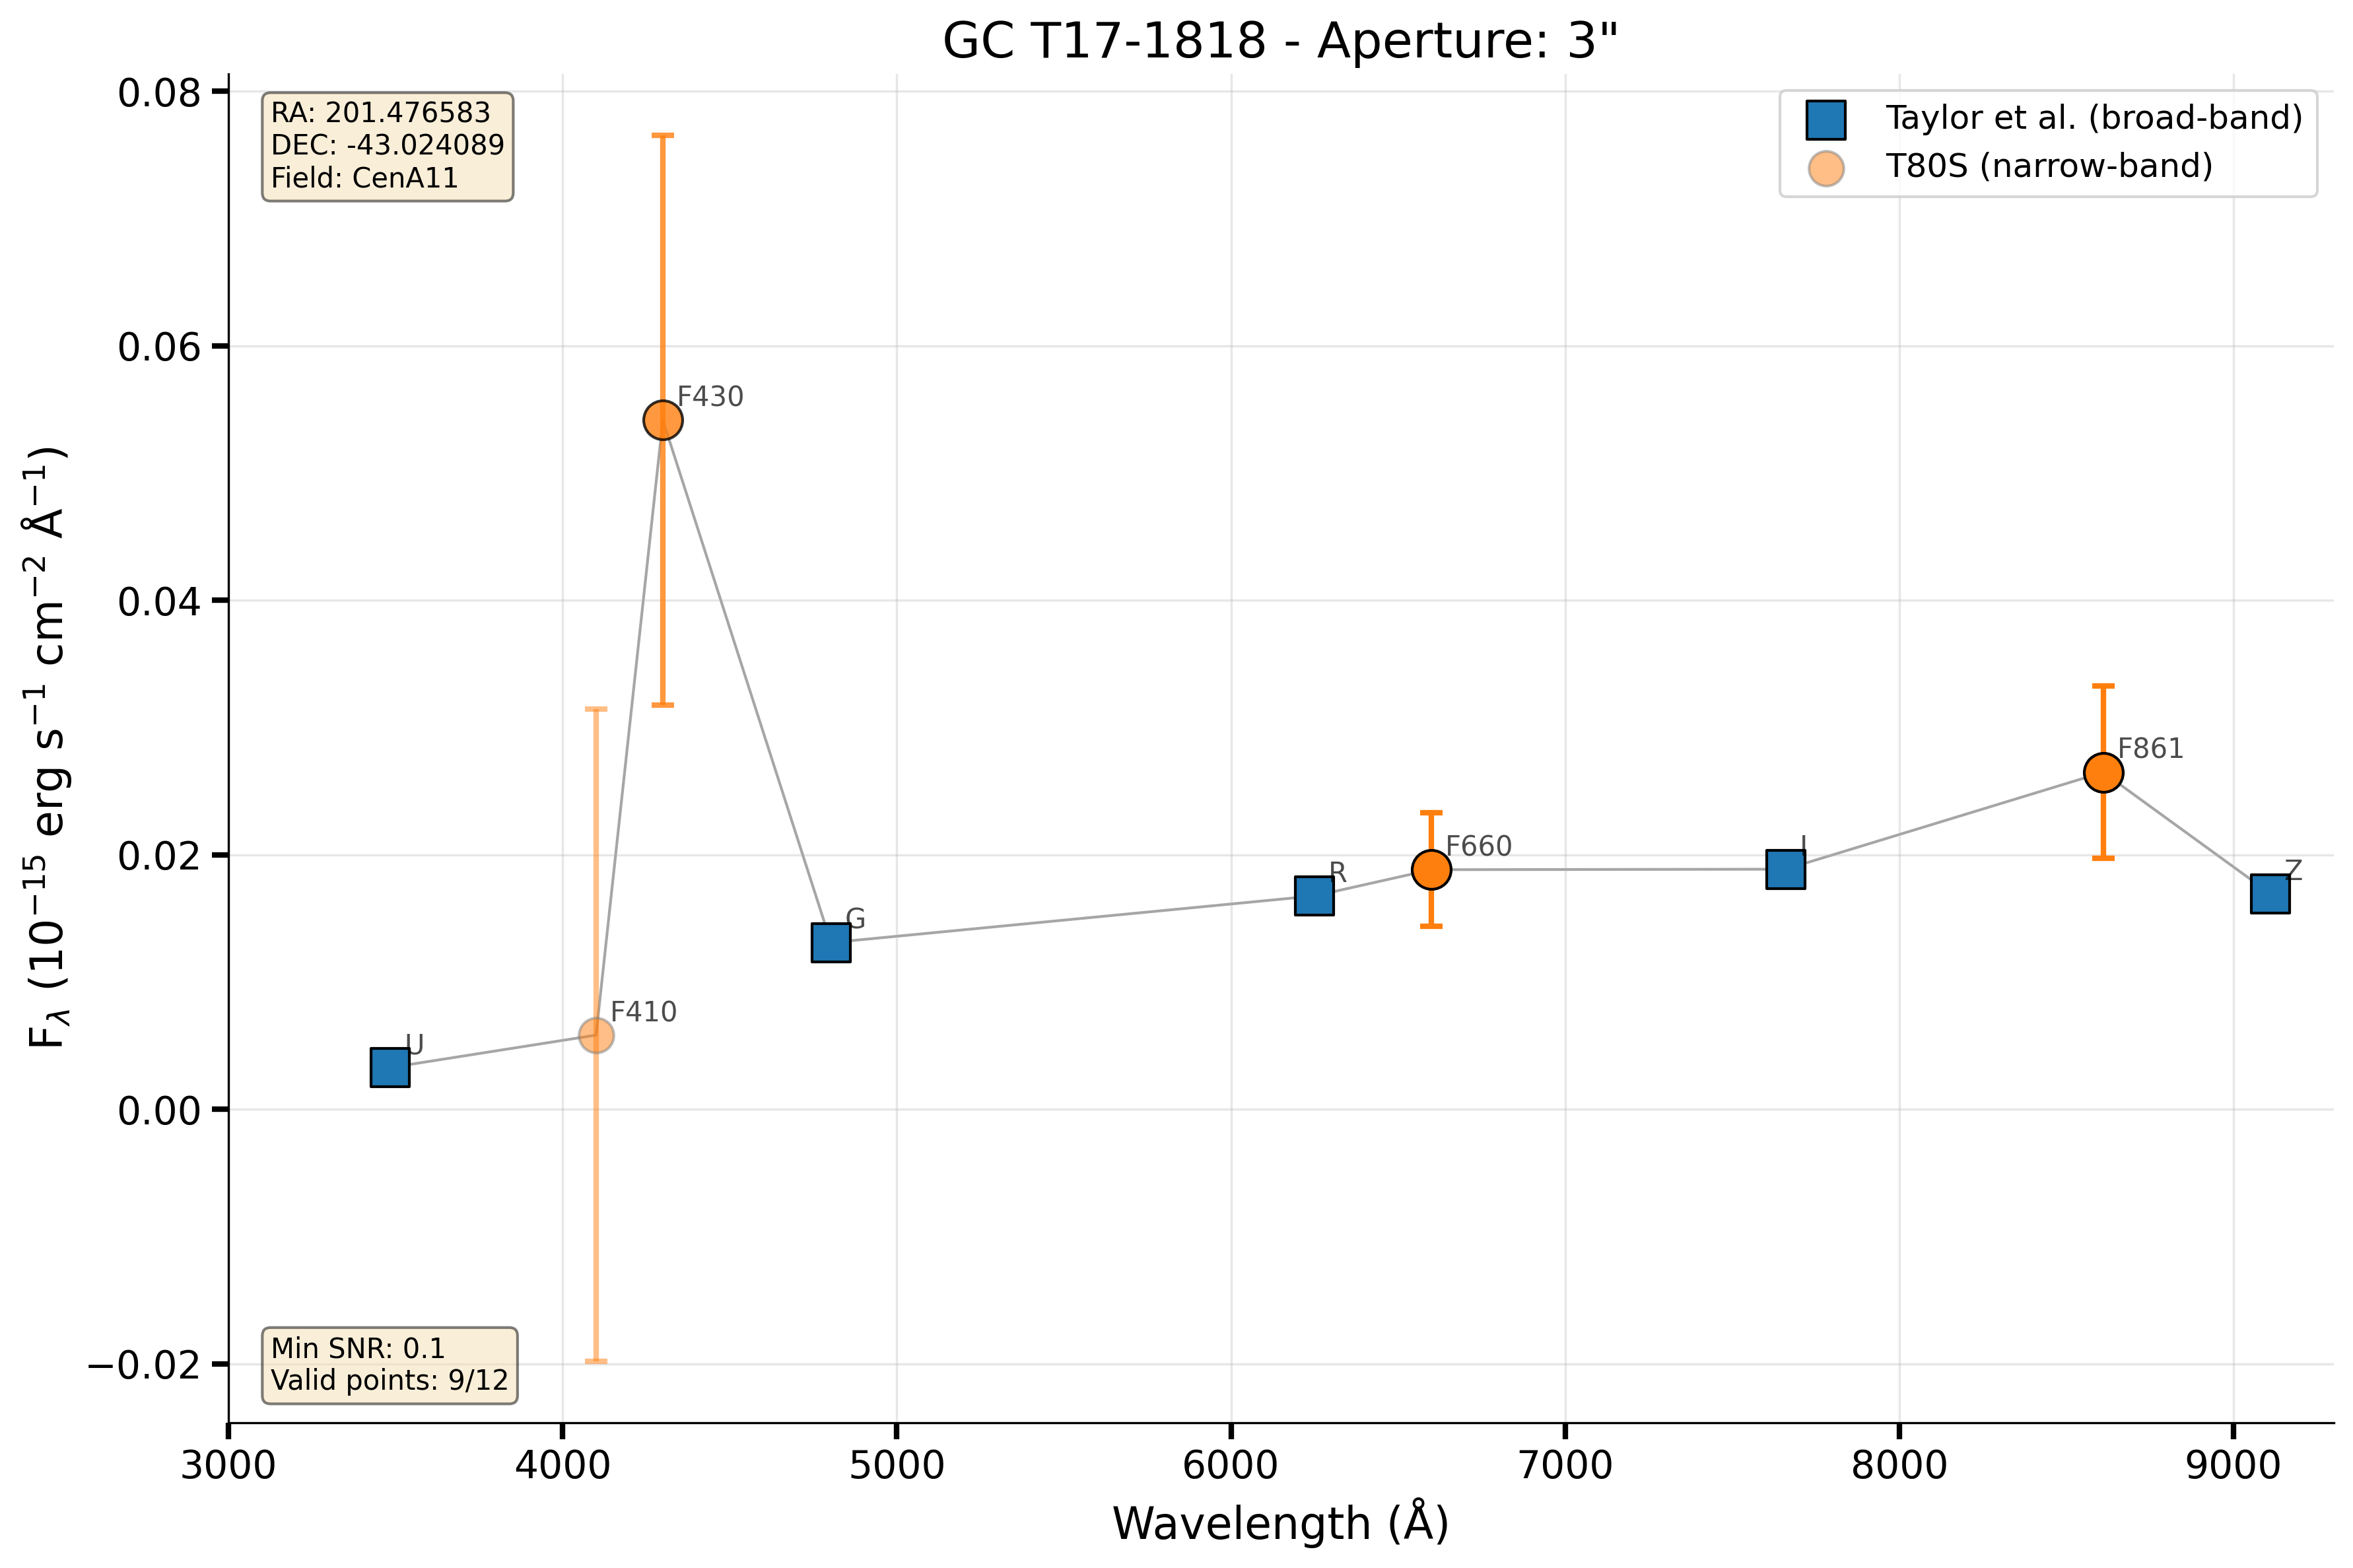 GC T17-1818 - Aperture: 3"
RA: 201.476583
DEC: -43.024089
Field: CenA11
Taylor et al. (broad-band)
T80S (narrow-band)
0.08
0.06
0.04
0.02
0.00
−0.02
F_λ (10⁻¹⁵ erg s⁻¹ cm⁻² Å⁻¹)
U
F410
F430
G
R
F660
I
F861
Z
Min SNR: 0.1
Valid points: 9/12
3000 4000 5000 6000 7000 8000 9000
Wavelength (Å)